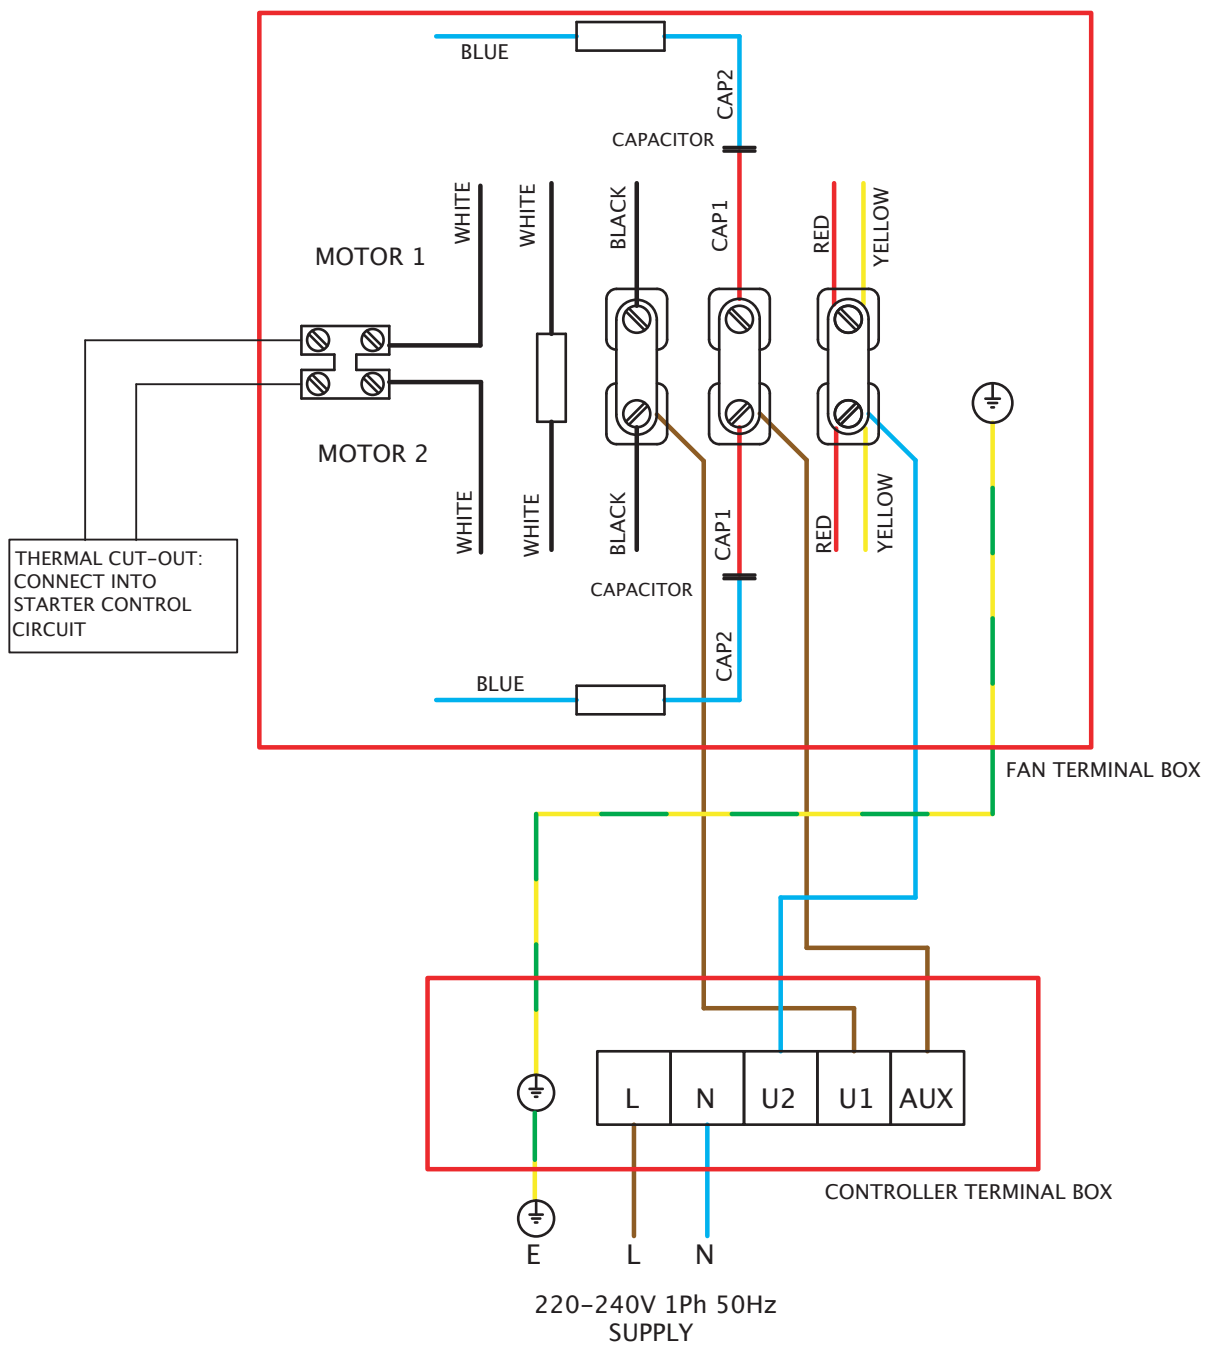 BLUE
CAP2
CAPACITOR
WHITE
WHITE
BLACK
CAP1
RED
YELLOW
MOTOR 1
MOTOR 2
WHITE
WHITE
BLACK
CAP1
RED
YELLOW
THERMAL CUT-OUT:
CONNECT INTO
STARTER CONTROL
CIRCUIT
CAPACITOR
CAP2
BLUE
FAN TERMINAL BOX
L N U2 U1 AUX
CONTROLLER TERMINAL BOX
E L N
220-240V 1Ph 50Hz
SUPPLY